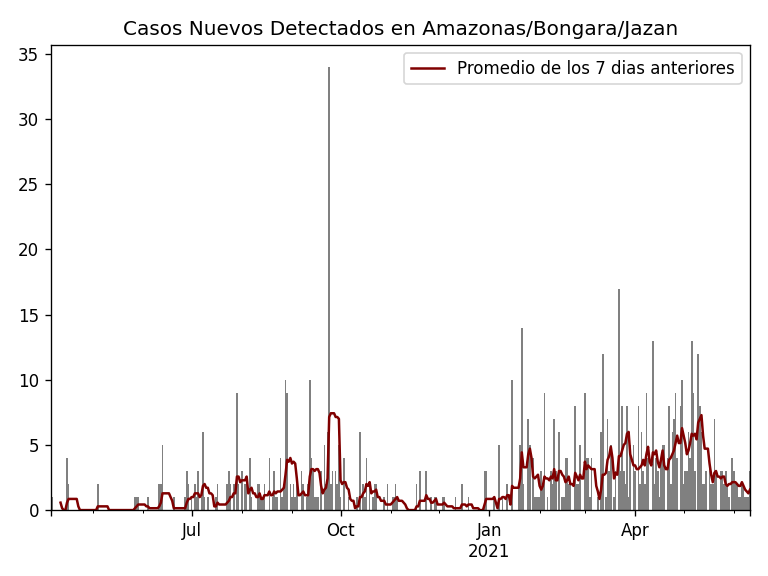 Casos Nuevos Detectados en Amazonas/Bongara/Jazan
Promedio de los 7 dias anteriores
35
30
25
20
15
10
5
0
Jul
Oct
Jan
2021
Apr